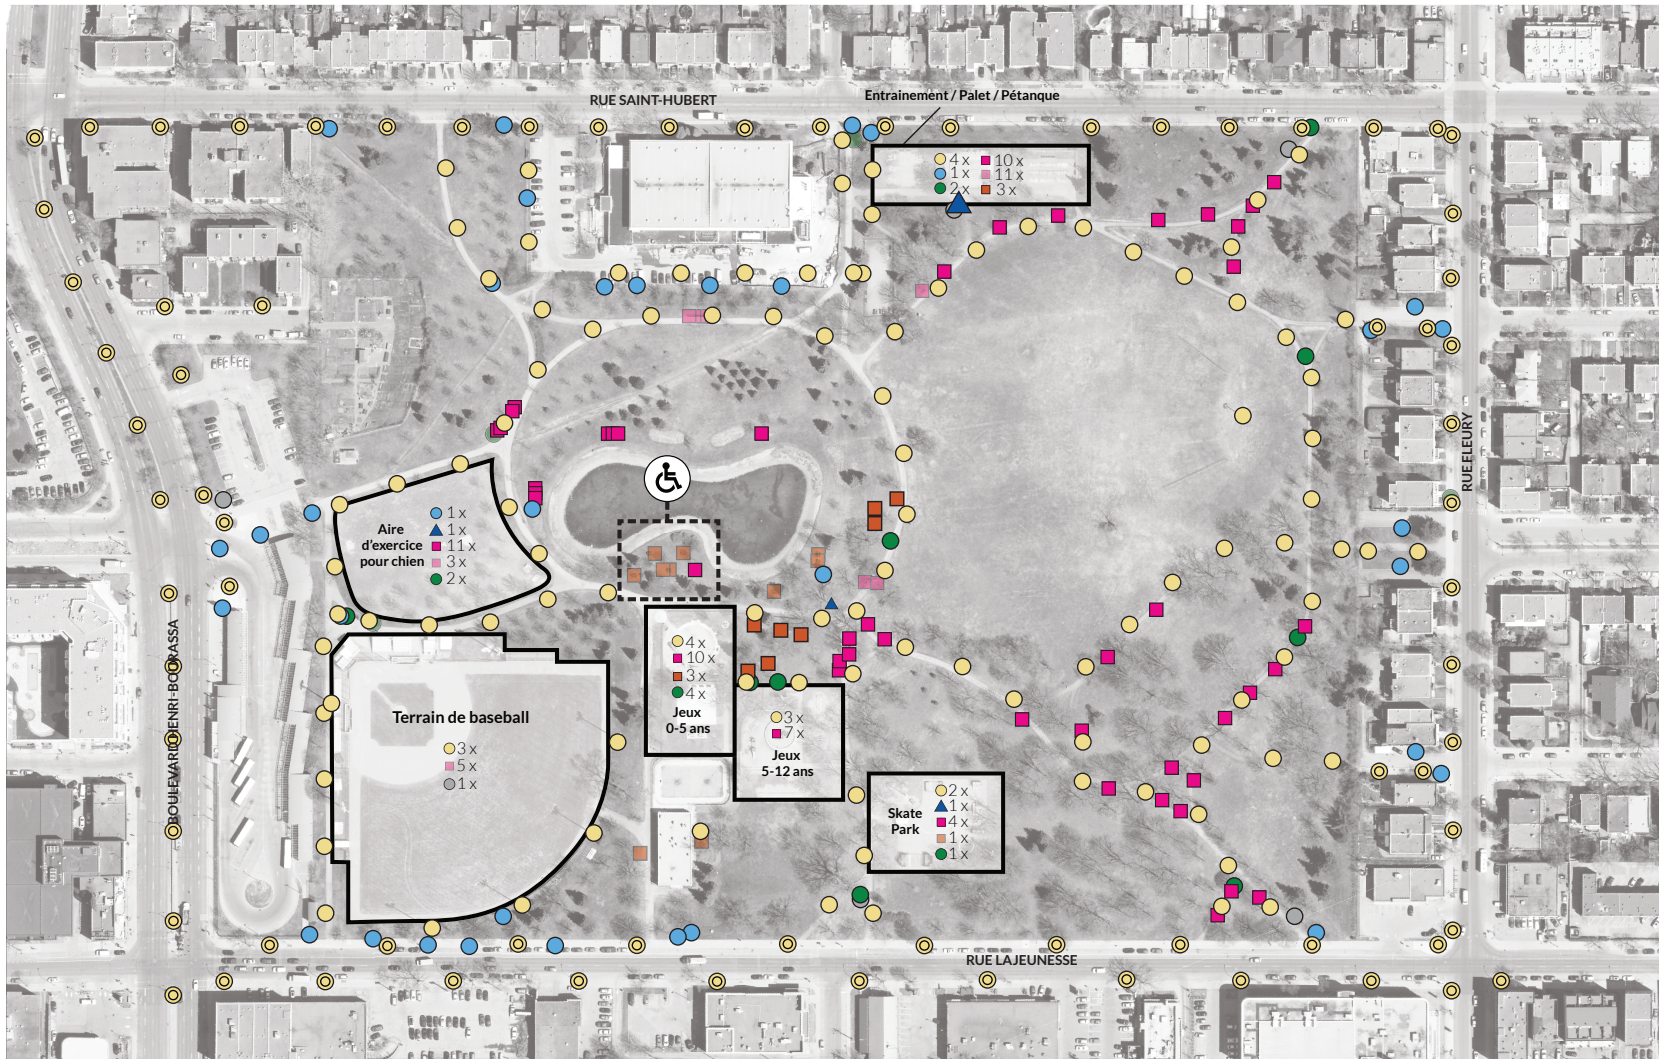 Entrainement / Palet / Pétanque
RUE SAINT-HUBERT
4 x
10 x
1 x
11 x
2 x
3 x
RUE FLEURY
Aire
d'exercice
pour chien
1 x
1 x
11 x
3 x
2 x
BOULEVARD HENRI-BOURASSA
4 x
10 x
3 x
4 x
Jeux
0-5 ans
Terrain de baseball
3 x
5 x
1 x
3 x
7 x
Jeux
5-12 ans
Skate
Park
2 x
1 x
4 x
1 x
1 x
RUE LAJEUNESSE